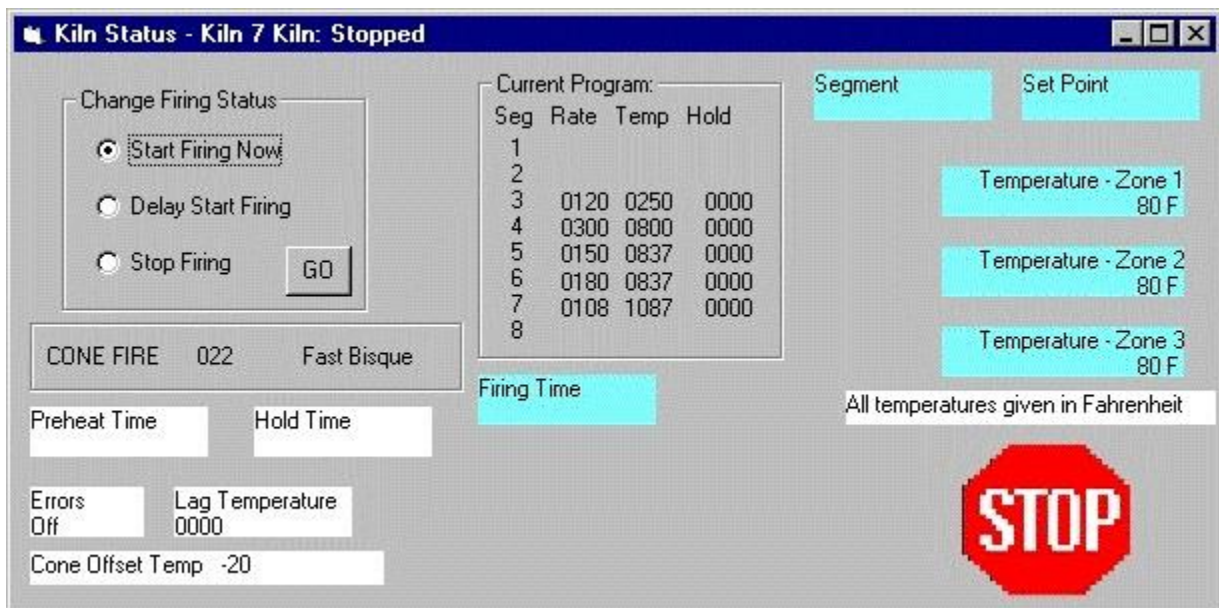 Kiln Status - Kiln 7 Kiln: Stopped
Change Firing Status
Start Firing Now
Delay Start Firing
Stop Firing
GO
CONE FIRE 022 Fast Bisque
Preheat Time
Hold Time
Errors
Off
Lag Temperature
0000
Cone Offset Temp -20
Current Program:
Seg Rate Temp Hold
1
2
3 0120 0250 0000
4 0300 0800 0000
5 0150 0837 0000
6 0180 0837 0000
7 0108 1087 0000
8
Firing Time
Segment
Set Point
Temperature - Zone 1
80 F
Temperature - Zone 2
80 F
Temperature - Zone 3
80 F
All temperatures given in Fahrenheit
STOP